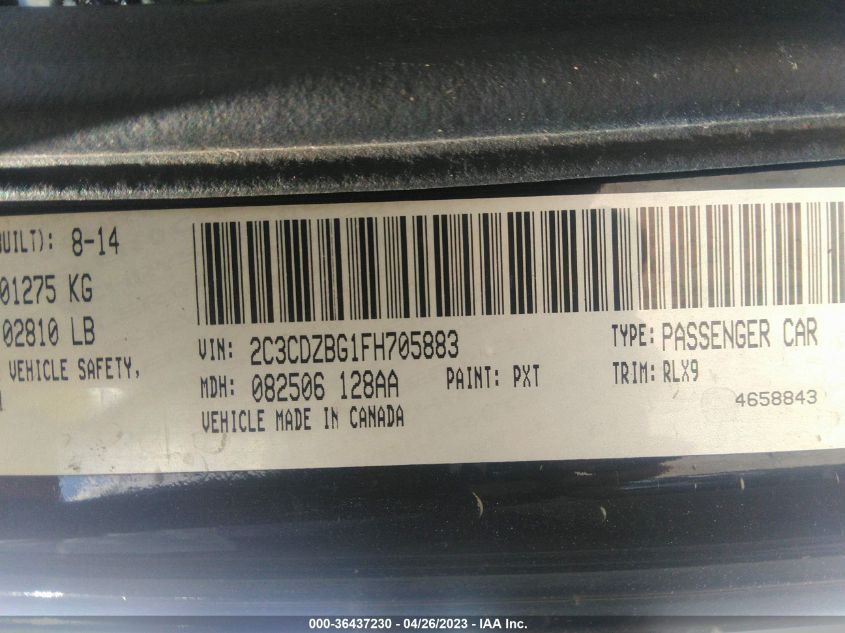 BUILT): 8-14
01275 KG
02810 LB
VEHICLE SAFETY,
VIN: 2C3CDZBG1FH705883
TYPE: PASSENGER CAR
MDH: 082506 128AA
PAINT: PXT
TRIM: RLX9
VEHICLE MADE IN CANADA
4658843
000-36437230 - 04/26/2023 - IAA Inc.